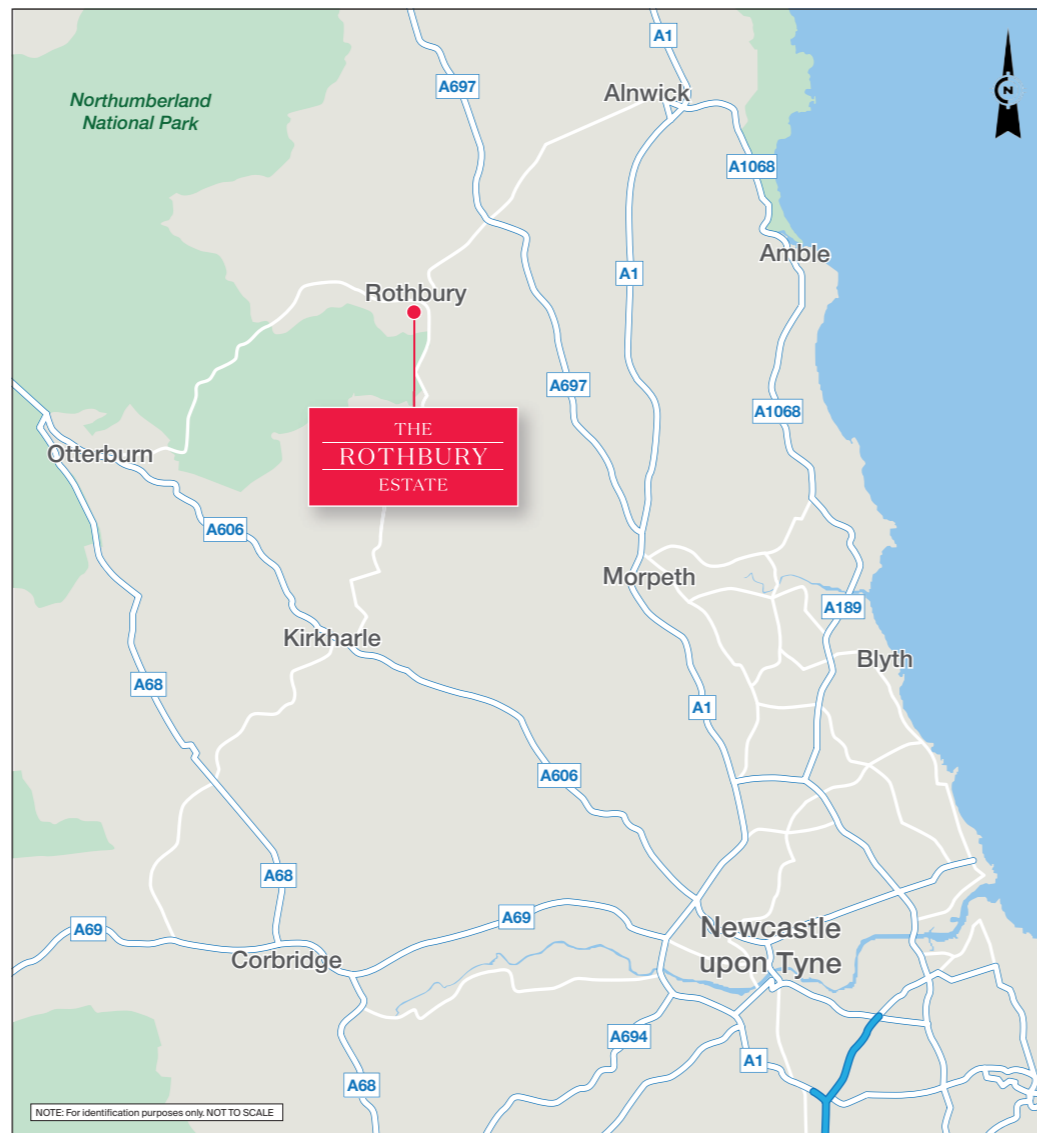 A1
A697
Alnwick
Northumberland
National Park
N
A1068
Amble
A1
Rothbury
A697
A1068
THE
ROTHBURY
ESTATE
Otterburn
A606
Morpeth
A189
Kirkharle
Blyth
A68
A1
A606
A68
A69
A69
Newcastle
upon Tyne
Corbridge
A694
A1
A68
NOTE: For identification purposes only. NOT TO SCALE